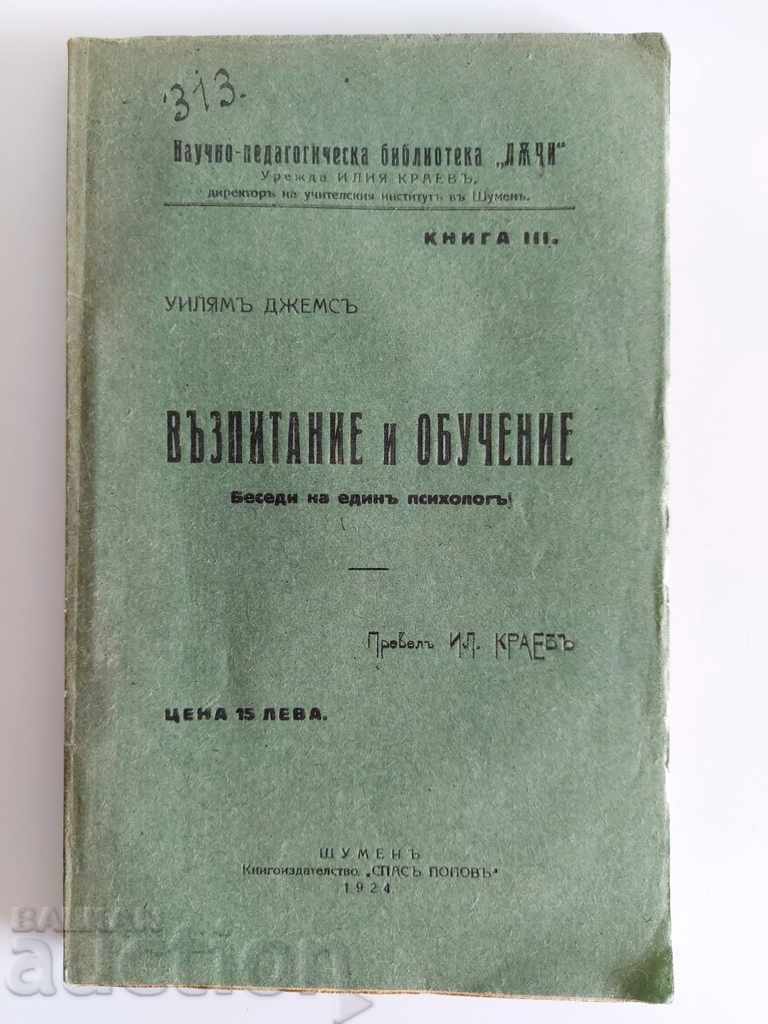 313.
Научно-педагогическа библиотека „ЛѪЧИ“
Урежда ИЛИЯ КРАЕВЪ,
директоръ на учителския институтъ въ Шуменъ.
КНИГА III.
УИЛЯМЪ ДЖЕМСЪ
ВЪЗПИТАНИЕ и ОБУЧЕНИЕ
Беседи на единъ психологъ
Превелъ ИЛ. КРАЕВЪ
ЦЕНА 15 ЛЕВА.
ШУМЕНЪ
Книгоиздателство „СПАСЪ ПОПОВЪ“
1924
BALKAN
auction